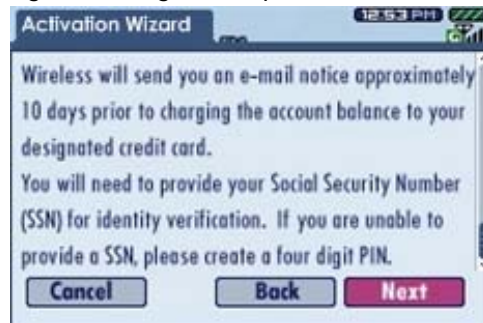 Activation Wizard
12:53 PM
Wireless will send you an e-mail notice approximately
10 days prior to charging the account balance to your
designated credit card.
You will need to provide your Social Security Number
(SSN) for identity verification. If you are unable to
provide a SSN, please create a four digit PIN.
Cancel Back Next